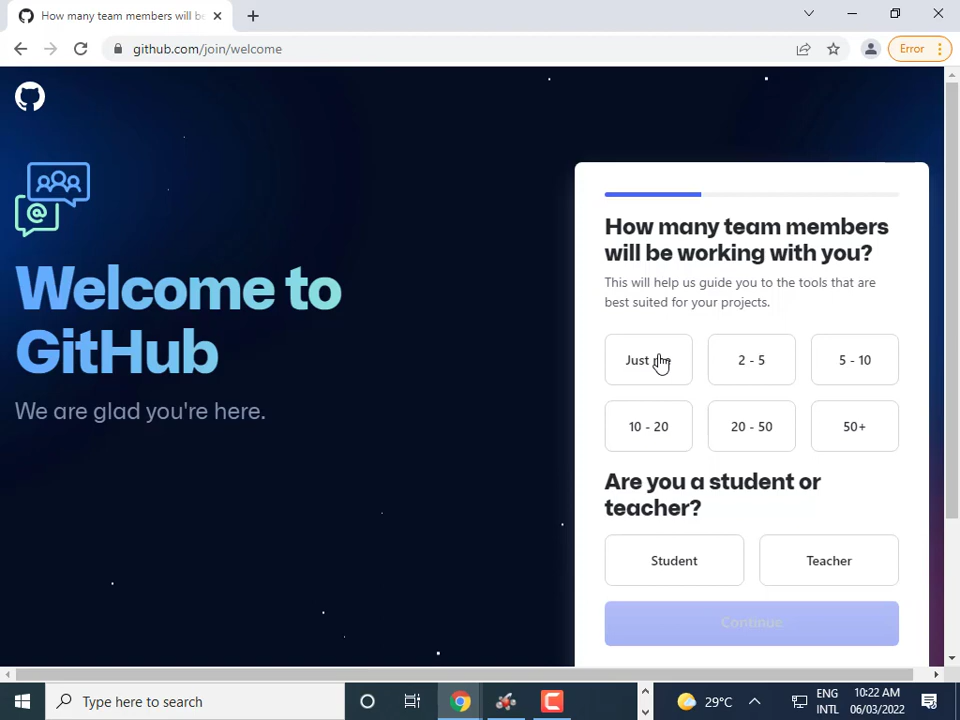 How many team members will be
github.com/join/welcome
Error
Welcome to
GitHub
We are glad you're here.
How many team members
will be working with you?
This will help us guide you to the tools that are
best suited for your projects.
Just me
2 - 5
5 - 10
10 - 20
20 - 50
50+
Are you a student or
teacher?
Student
Teacher
Continue
Type here to search
29°C
ENG
INTL
10:22 AM
06/03/2022